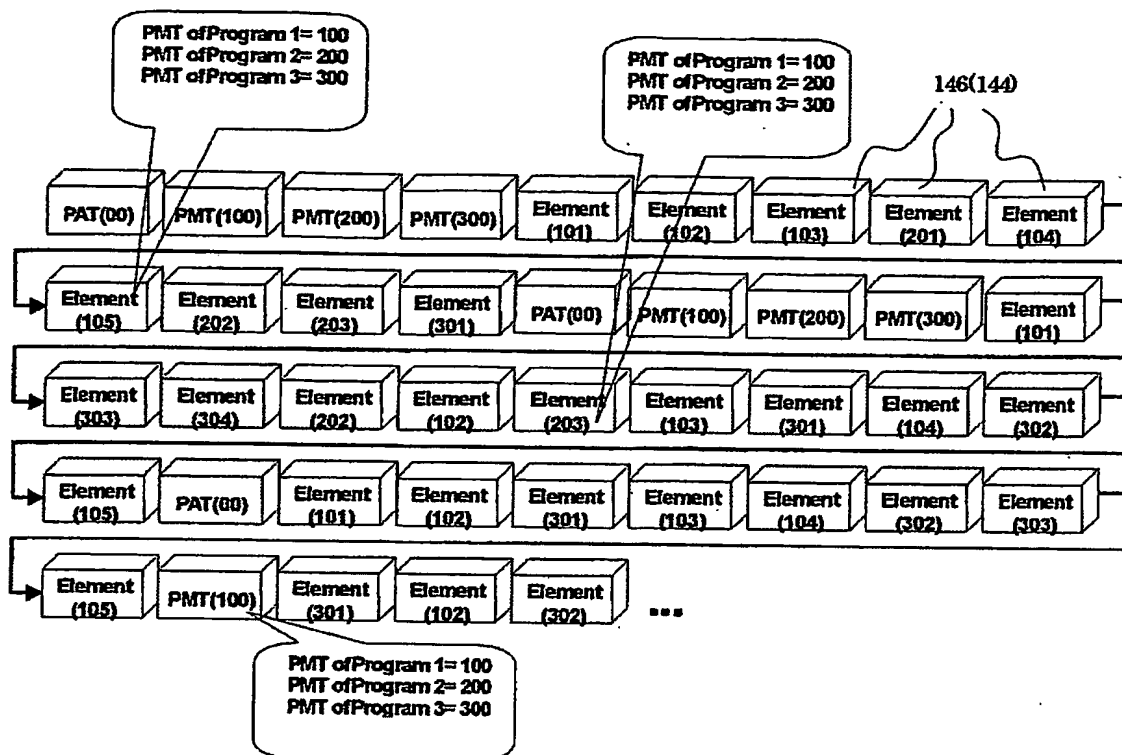 PMT of Program 1= 100
PMT of Program 2= 200
PMT of Program 3= 300
PMT of Program 1= 100
PMT of Program 2= 200
PMT of Program 3= 300
146(144)
PAT(00) PMT(100) PMT(200) PMT(300) Element (101) Element (102) Element (103) Element (201) Element (104)
Element (105) Element (202) Element (203) Element (301) PAT(00) PMT(100) PMT(200) PMT(300) Element (101)
Element (303) Element (304) Element (202) Element (102) Element (203) Element (103) Element (301) Element (104) Element (302)
Element (105) PAT(00) Element (101) Element (102) Element (301) Element (103) Element (104) Element (302) Element (303)
Element (105) PMT(100) Element (301) Element (102) Element (302) ...
PMT of Program 1= 100
PMT of Program 2= 200
PMT of Program 3= 300